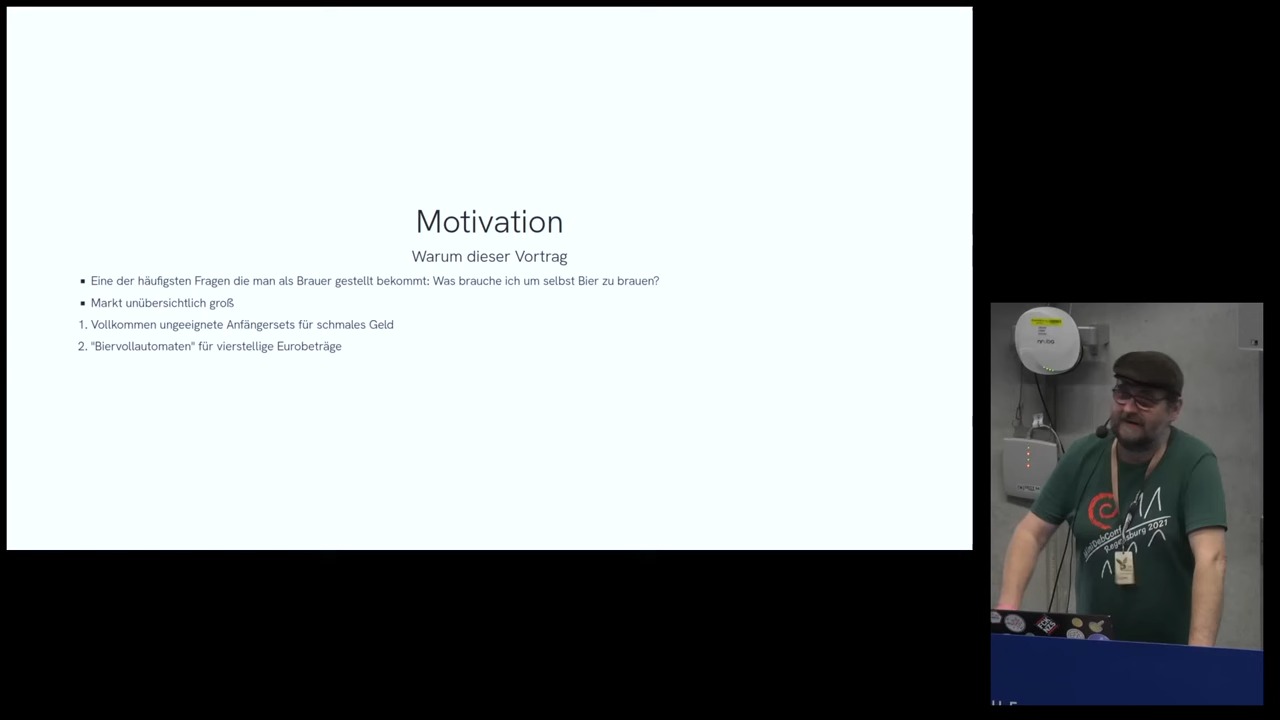 Motivation
Warum dieser Vortrag
Eine der häufigsten Fragen die man als Brauer gestellt bekommt: Was brauche ich um selbst Bier zu brauen?
Markt unübersichtlich groß
1. Vollkommen ungeeignete Anfängersets für schmales Geld
2. "Biervollautomaten" für vierstellige Eurobeträge
MiniDebConf
Regensburg 2021